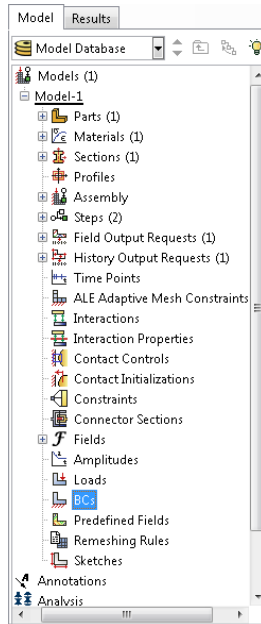 Model Results
Model Database
Models (1)
Model-1
Parts (1)
Materials (1)
Sections (1)
Profiles
Assembly
Steps (2)
Field Output Requests (1)
History Output Requests (1)
Time Points
ALE Adaptive Mesh Constraints
Interactions
Interaction Properties
Contact Controls
Contact Initializations
Constraints
Connector Sections
Fields
Amplitudes
Loads
BCs
Predefined Fields
Remeshing Rules
Sketches
Annotations
Analysis